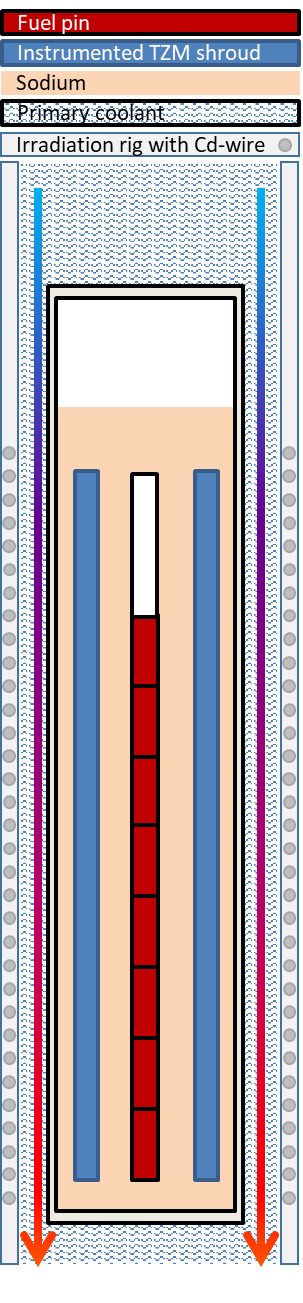 Fuel pin
Instrumented TZM shroud
Sodium
Primary coolant
Irradiation rig with Cd-wire